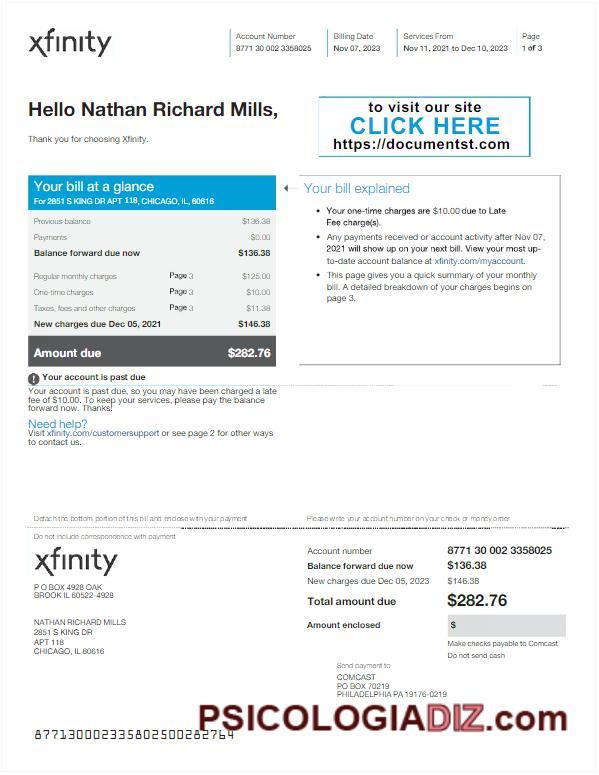 xfinity
Account Number
8771 30 002 3358025
Billing Date
Nov 07, 2023
Services From
Nov 11, 2021 to Dec 10, 2023
Page
1 of 3
Hello Nathan Richard Mills,
Thank you for choosing Xfinity.
to visit our site
CLICK HERE
https://documentst.com
Your bill at a glance
For 2851 S KING DR APT 118, CHICAGO, IL, 60616
Previous balance $136.38
Payments $0.00
Balance forward due now $136.38
Regular monthly charges Page 3 $125.00
One-time charges Page 3 $10.00
Taxes, fees and other charges Page 3 $11.38
New charges due Dec 05, 2021 $146.38
Amount due $282.76
! Your account is past due
Your account is past due, so you may have been charged a late
fee of $10.00. To keep your services, please pay the balance
forward now. Thanks!
Need help?
Visit xfinity.com/customersupport or see page 2 for other ways
to contact us.
Your bill explained
• Your one-time charges are $10.00 due to Late
Fee charge(s).
• Any payments received or account activity after Nov 07,
2021 will show up on your next bill. View your most up-
to-date account balance at xfinity.com/myaccount.
• This page gives you a quick summary of your monthly
bill. A detailed breakdown of your charges begins on
page 3.
Detach the bottom portion of this bill and enclose with your payment
Please write your account number on your check or money order
Do not include correspondence with payment
xfinity
P O BOX 4928 OAK
BROOK IL 60522-4928
NATHAN RICHARD MILLS
2851 S KING DR
APT 118
CHICAGO, IL 60616
Account number 8771 30 002 3358025
Balance forward due now $136.38
New charges due Dec 05, 2023 $146.38
Total amount due $282.76
Amount enclosed $
Make checks payable to Comcast
Do not send cash
Send payment to
COMCAST
PO BOX 70219
PHILADELPHIA PA 19176-0219
PSICOLOGIADIZ.com
877130002335802500282764